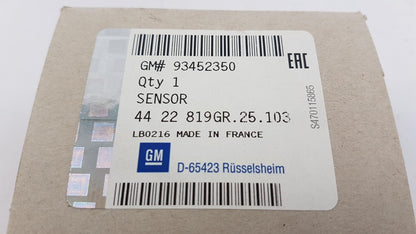 GM# 93452350
Qty 1
SENSOR
44 22 819GR.25.103
LB0216 MADE IN FRANCE
GM
D-65423 Rüsselsheim
EAC
S470115865